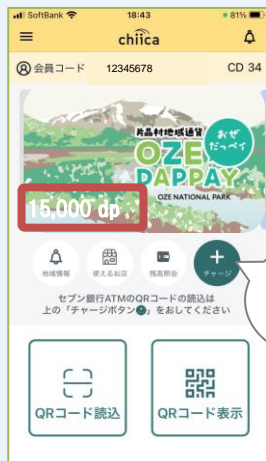 SoftBank 18:43 81%
chiica
会員コード 12345678 CD 34
片品村地域通貨
おぜだっペイ
OZE
DAPPAY
OZE NATIONAL PARK
15,000 dp
地域情報 使えるお店 残高照会 チャージ
セブン銀行ATMのQRコードの読込は
上の「チャージボタン+」をおしてください
QRコード読込 QRコード表示